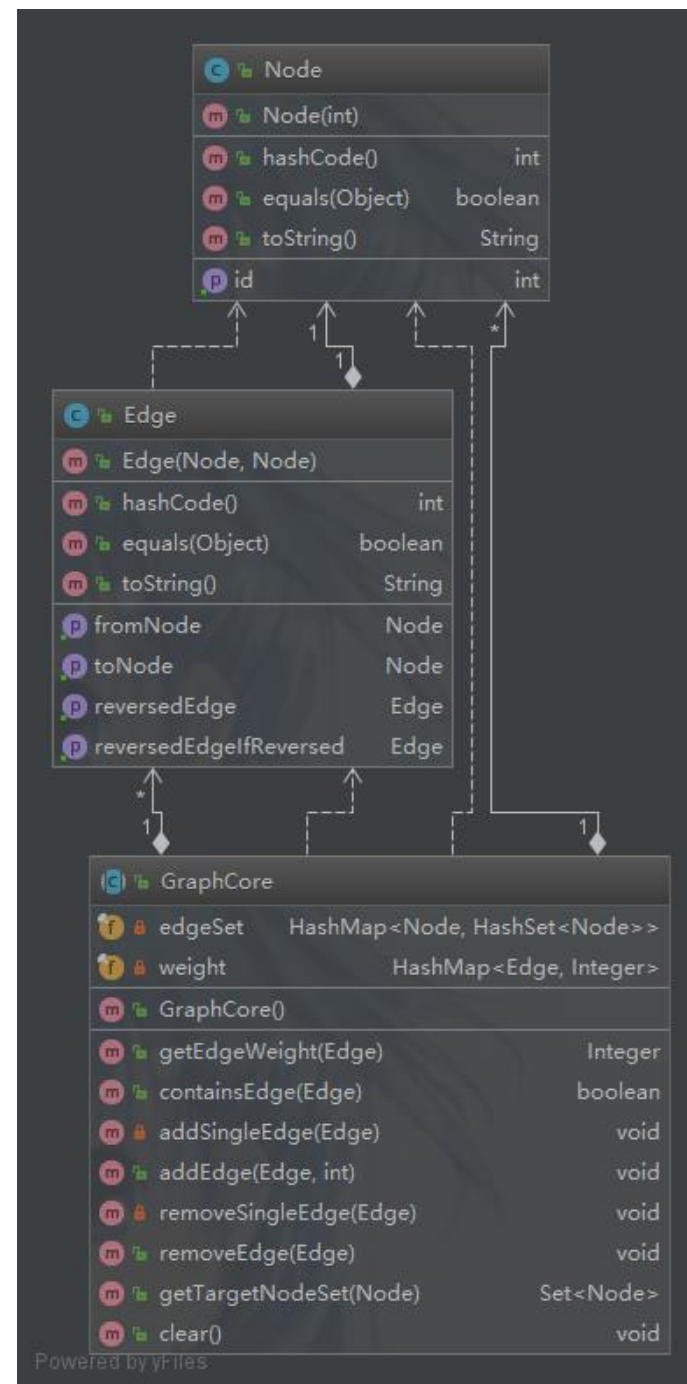 Node
Node(int)
hashCode() int
equals(Object) boolean
toString() String
id int
1 *
1
Edge
Edge(Node, Node)
hashCode() int
equals(Object) boolean
toString() String
fromNode Node
toNode Node
reversedEdge Edge
reversedEdgeIfReversed Edge
*
1 1
GraphCore
edgeSet HashMap<Node, HashSet<Node>>
weight HashMap<Edge, Integer>
GraphCore()
getEdgeWeight(Edge) Integer
containsEdge(Edge) boolean
addSingleEdge(Edge) void
addEdge(Edge, int) void
removeSingleEdge(Edge) void
removeEdge(Edge) void
getTargetNodeSet(Node) Set<Node>
clear() void
Powered by yFiles